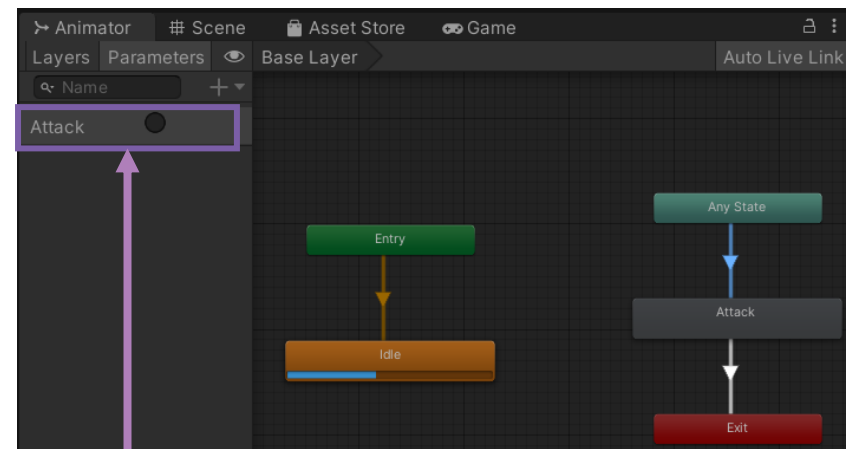 Animator Scene Asset Store Game
Layers Parameters Base Layer Auto Live Link
Name
Attack
Any State
Entry
Attack
Idle
Exit